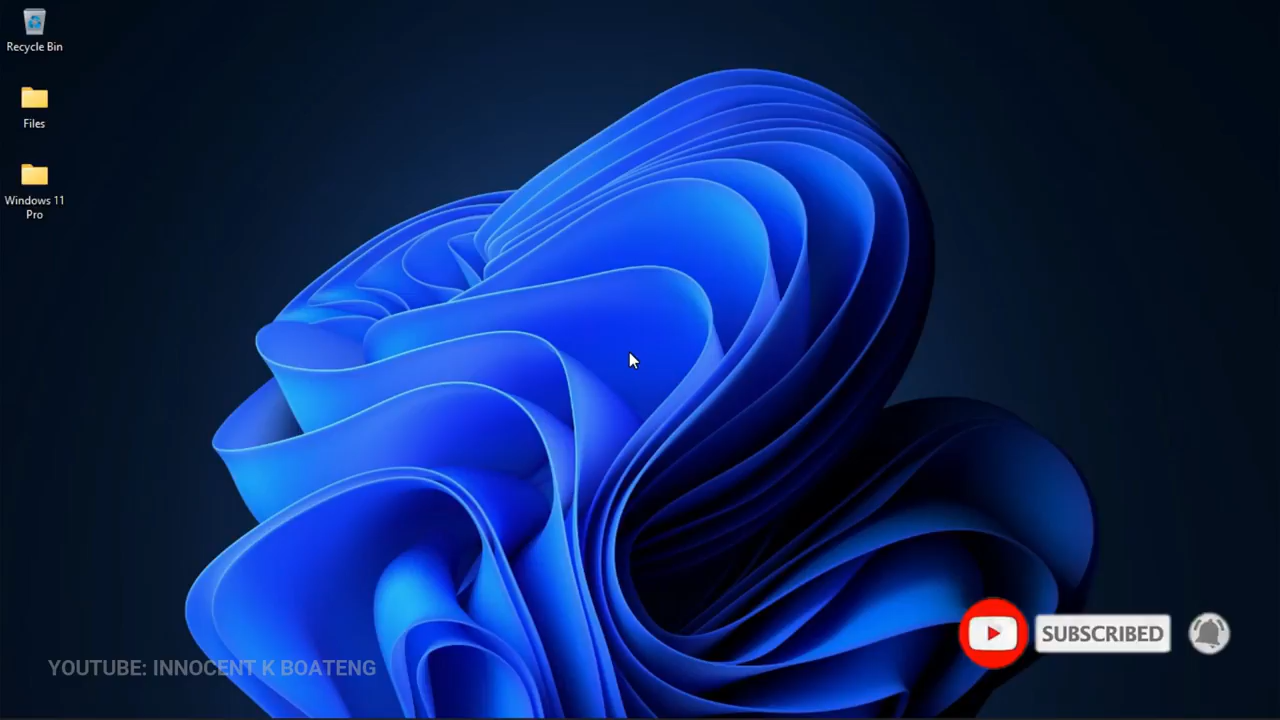 Recycle Bin
Files
Windows 11
Pro
SUBSCRIBED
YOUTUBE: INNOCENT K BOATENG